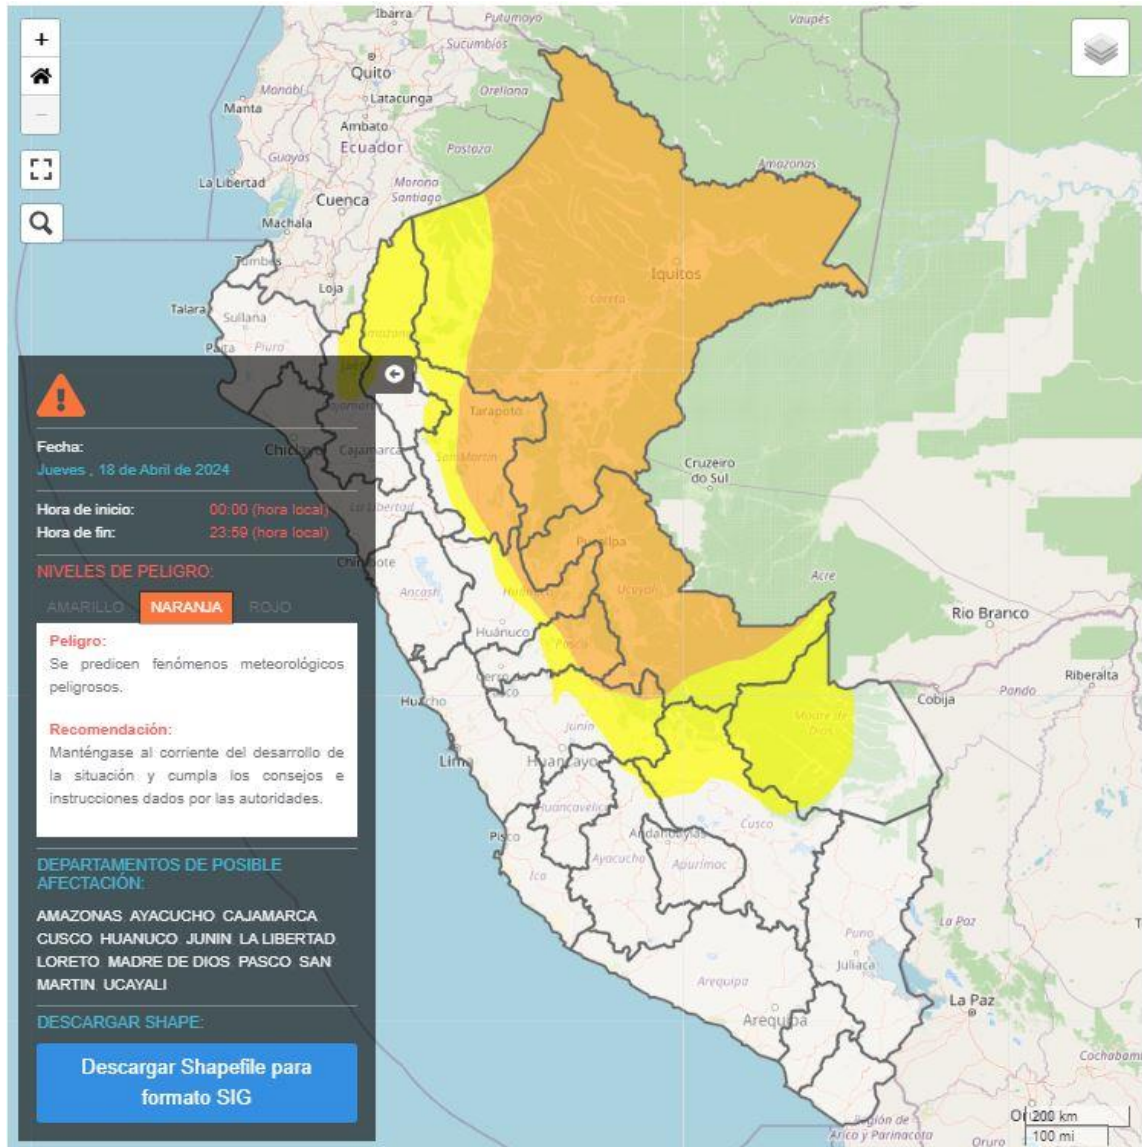 +
Ibarra
Putumayo
Vaupés
Sucumbíos
Quito
Manabí
Latacunga
Orellana
Manta
Ambato
Ecuador
Pastaza
Amazonas
Guayas
La Libertad
Morona
Santiago
Cuenca
Machala
Tumbes
Iquitos
Loja
Loreto
Talara
Sullana
Paita
Piura
Tarapoto
Cajamarca
San Martín
Cruzeiro
do Sul
La Libertad
Pucallpa
Chimbote
Acre
Ancash
Huánuco
Ucayali
Rio Branco
Huánuco
Pasco
Riberalta
Pando
Cobija
Huacho
Madre de
Dios
Junín
Lima
Huancayo
Huancavelica
Cusco
Pisco
Andahuaylas
Ayacucho
Apurímac
Ica
La Paz
Puno
Juliaca
Arequipa
La Paz
Arequipa
Cochabamb
200 km
100 mi
Región de
Arica y Parinacota
Oruro
Fecha:
Jueves , 18 de Abril de 2024
Hora de inicio: 00:00 (hora local)
Hora de fin: 23:59 (hora local)
NIVELES DE PELIGRO:
AMARILLO NARANJA ROJO
Peligro:
Se predicen fenómenos meteorológicos
peligrosos.
Recomendación:
Manténgase al corriente del desarrollo de
la situación y cumpla los consejos e
instrucciones dados por las autoridades.
DEPARTAMENTOS DE POSIBLE
AFECTACIÓN:
AMAZONAS AYACUCHO CAJAMARCA
CUSCO HUANUCO JUNIN LA LIBERTAD
LORETO MADRE DE DIOS PASCO SAN
MARTIN UCAYALI
DESCARGAR SHAPE:
Descargar Shapefile para
formato SIG